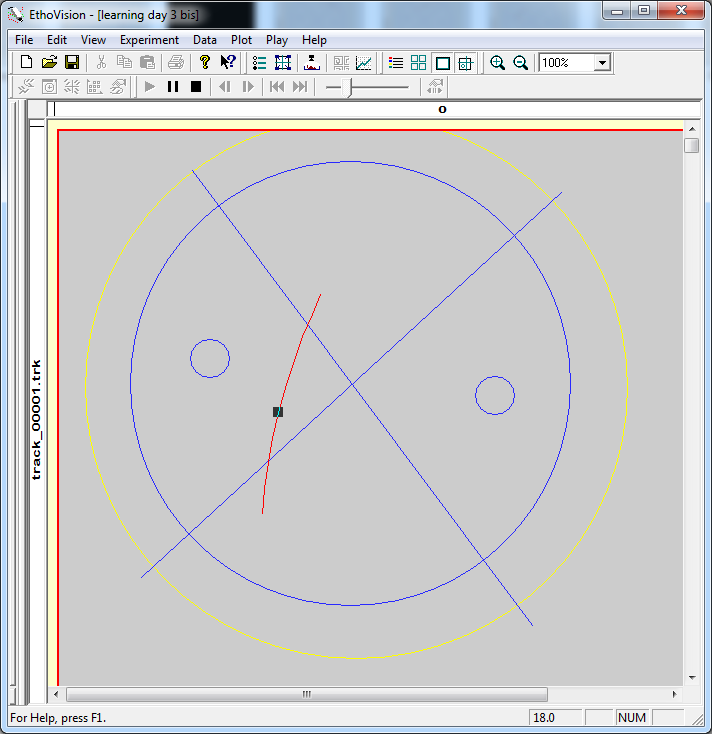 EthoVision - [learning day 3 bis]
File Edit View Experiment Data Plot Play Help
100%
o
track_00001.trk
For Help, press F1.
18.0
NUM